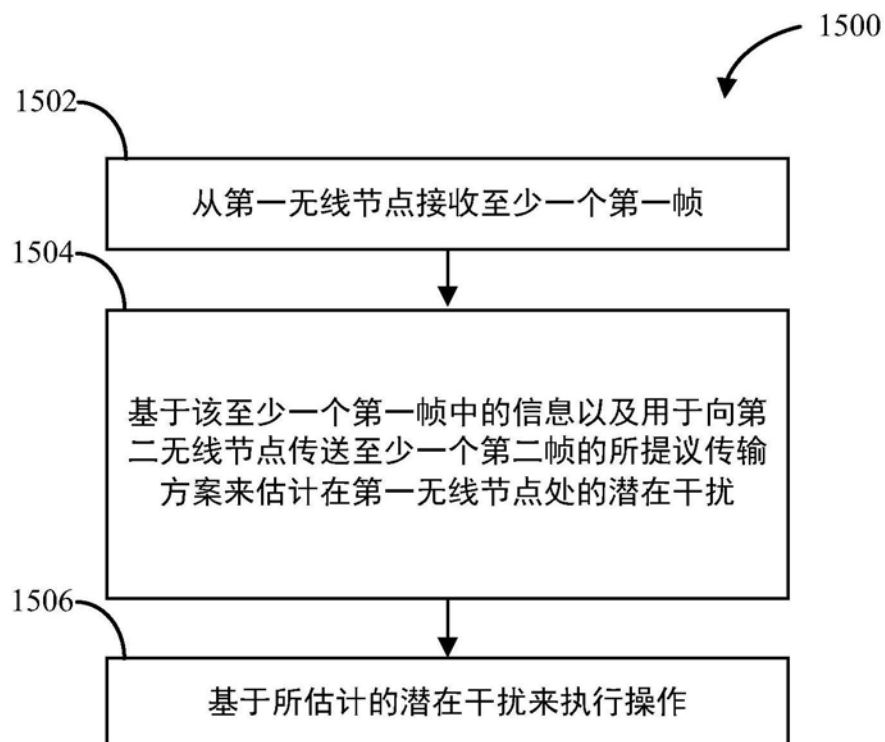 1500
1502
从第一无线节点接收至少一个第一帧
1504
基于该至少一个第一帧中的信息以及用于向第
二无线节点传送至少一个第二帧的所提议传输
方案来估计在第一无线节点处的潜在干扰
1506
基于所估计的潜在干扰来执行操作